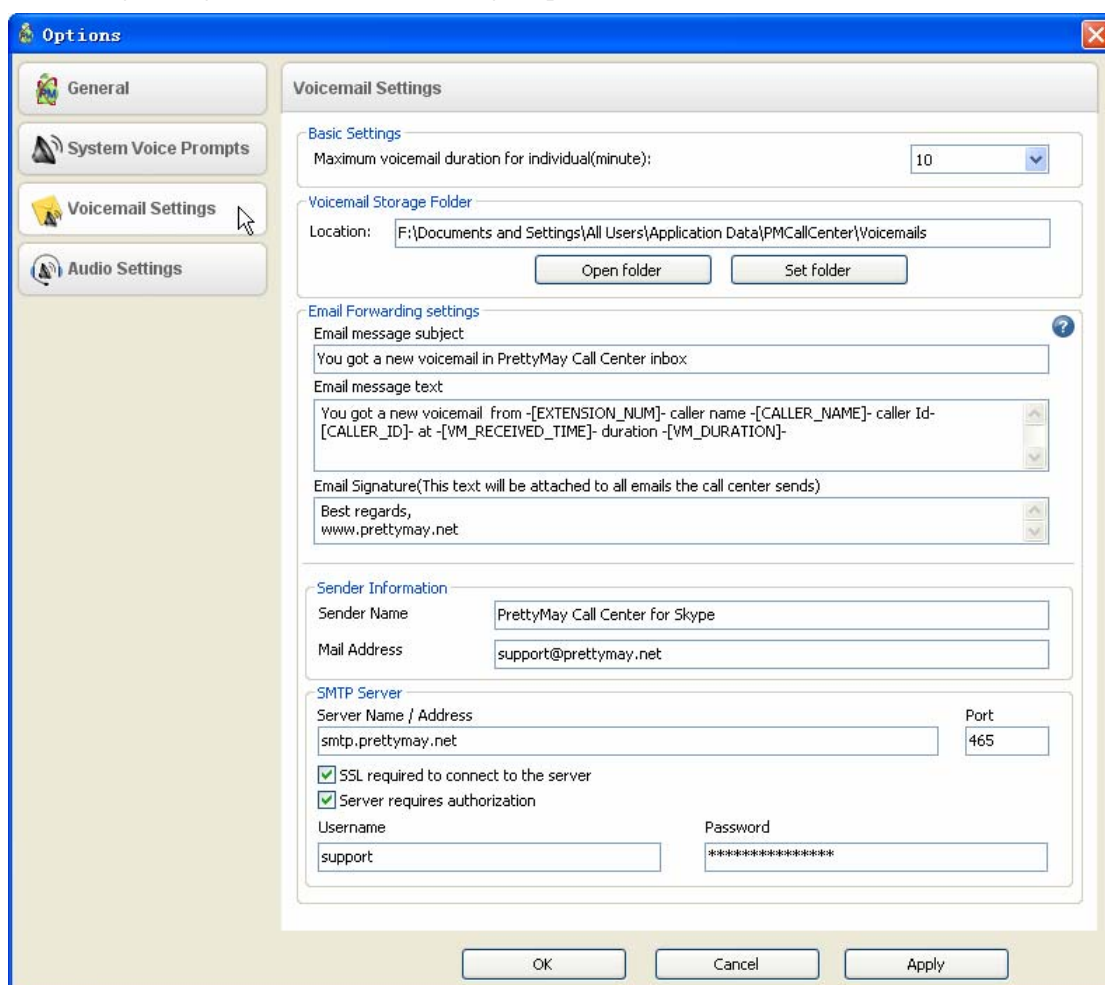 Options
General
System Voice Prompts
Voicemail Settings
Audio Settings
Voicemail Settings
Basic Settings
Maximum voicemail duration for individual(minute):
10
Voicemail Storage Folder
Location:
F:\Documents and Settings\All Users\Application Data\PMCallCenter\Voicemails
Open folder
Set folder
Email Forwarding settings
?
Email message subject
You got a new voicemail in PrettyMay Call Center inbox
Email message text
You got a new voicemail  from -[EXTENSION_NUM]- caller name -[CALLER_NAME]- caller Id-
[CALLER_ID]- at -[VM_RECEIVED_TIME]- duration -[VM_DURATION]-
Email Signature(This text will be attached to all emails the call center sends)
Best regards,
www.prettymay.net
Sender Information
Sender Name
PrettyMay Call Center for Skype
Mail Address
support@prettymay.net
SMTP Server
Server Name / Address
Port
smtp.prettymay.net
465
SSL required to connect to the server
Server requires authorization
Username
Password
support
***************
OK
Cancel
Apply